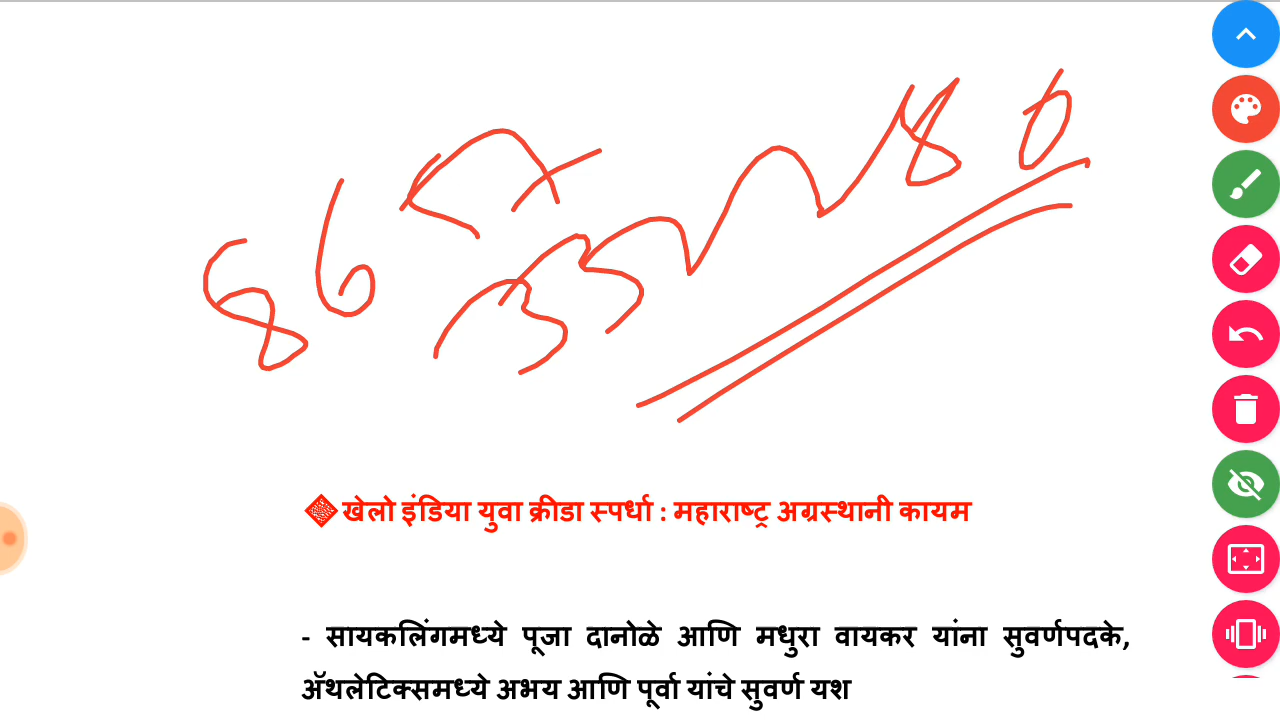 खेलो इंडिया युवा क्रीडा स्पर्धा : महाराष्ट्र अग्रस्थानी कायम
- सायकलिंगमध्ये पूजा दानोळे आणि मधुरा वायकर यांना सुवर्णपदके,
ॲथलेटिक्समध्ये अभय आणि पूर्वा यांचे सुवर्ण यश